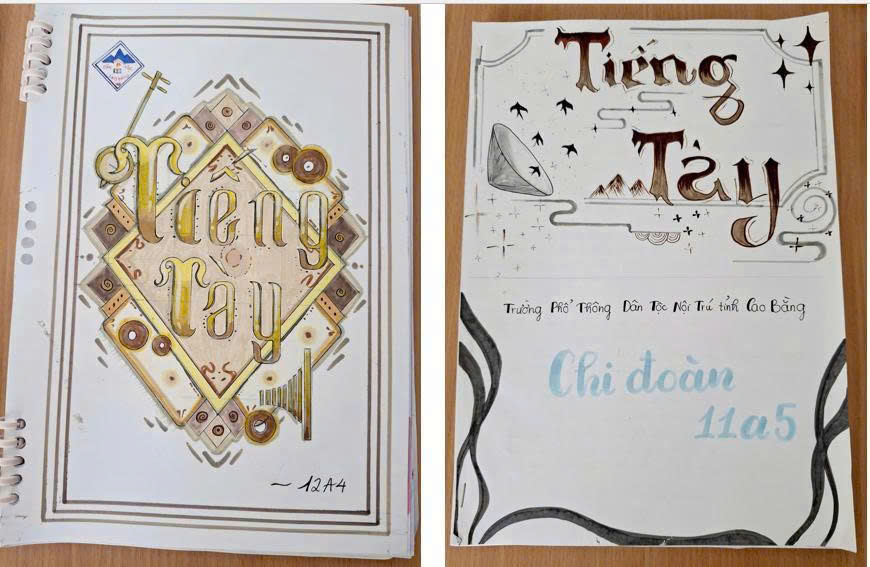 Tiếng
Tày
~ 12A4
Tiếng
Tày
Trường Phổ Thông Dân Tộc Nội Trú tỉnh Cao Bằng
Chi đoàn
11a5